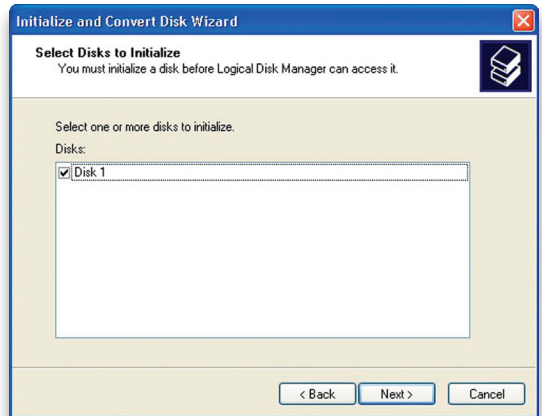 Initialize and Convert Disk Wizard
Select Disks to Initialize
You must initialize a disk before Logical Disk Manager can access it.
Select one or more disks to initialize.
Disks:
Disk 1
< Back
Next >
Cancel